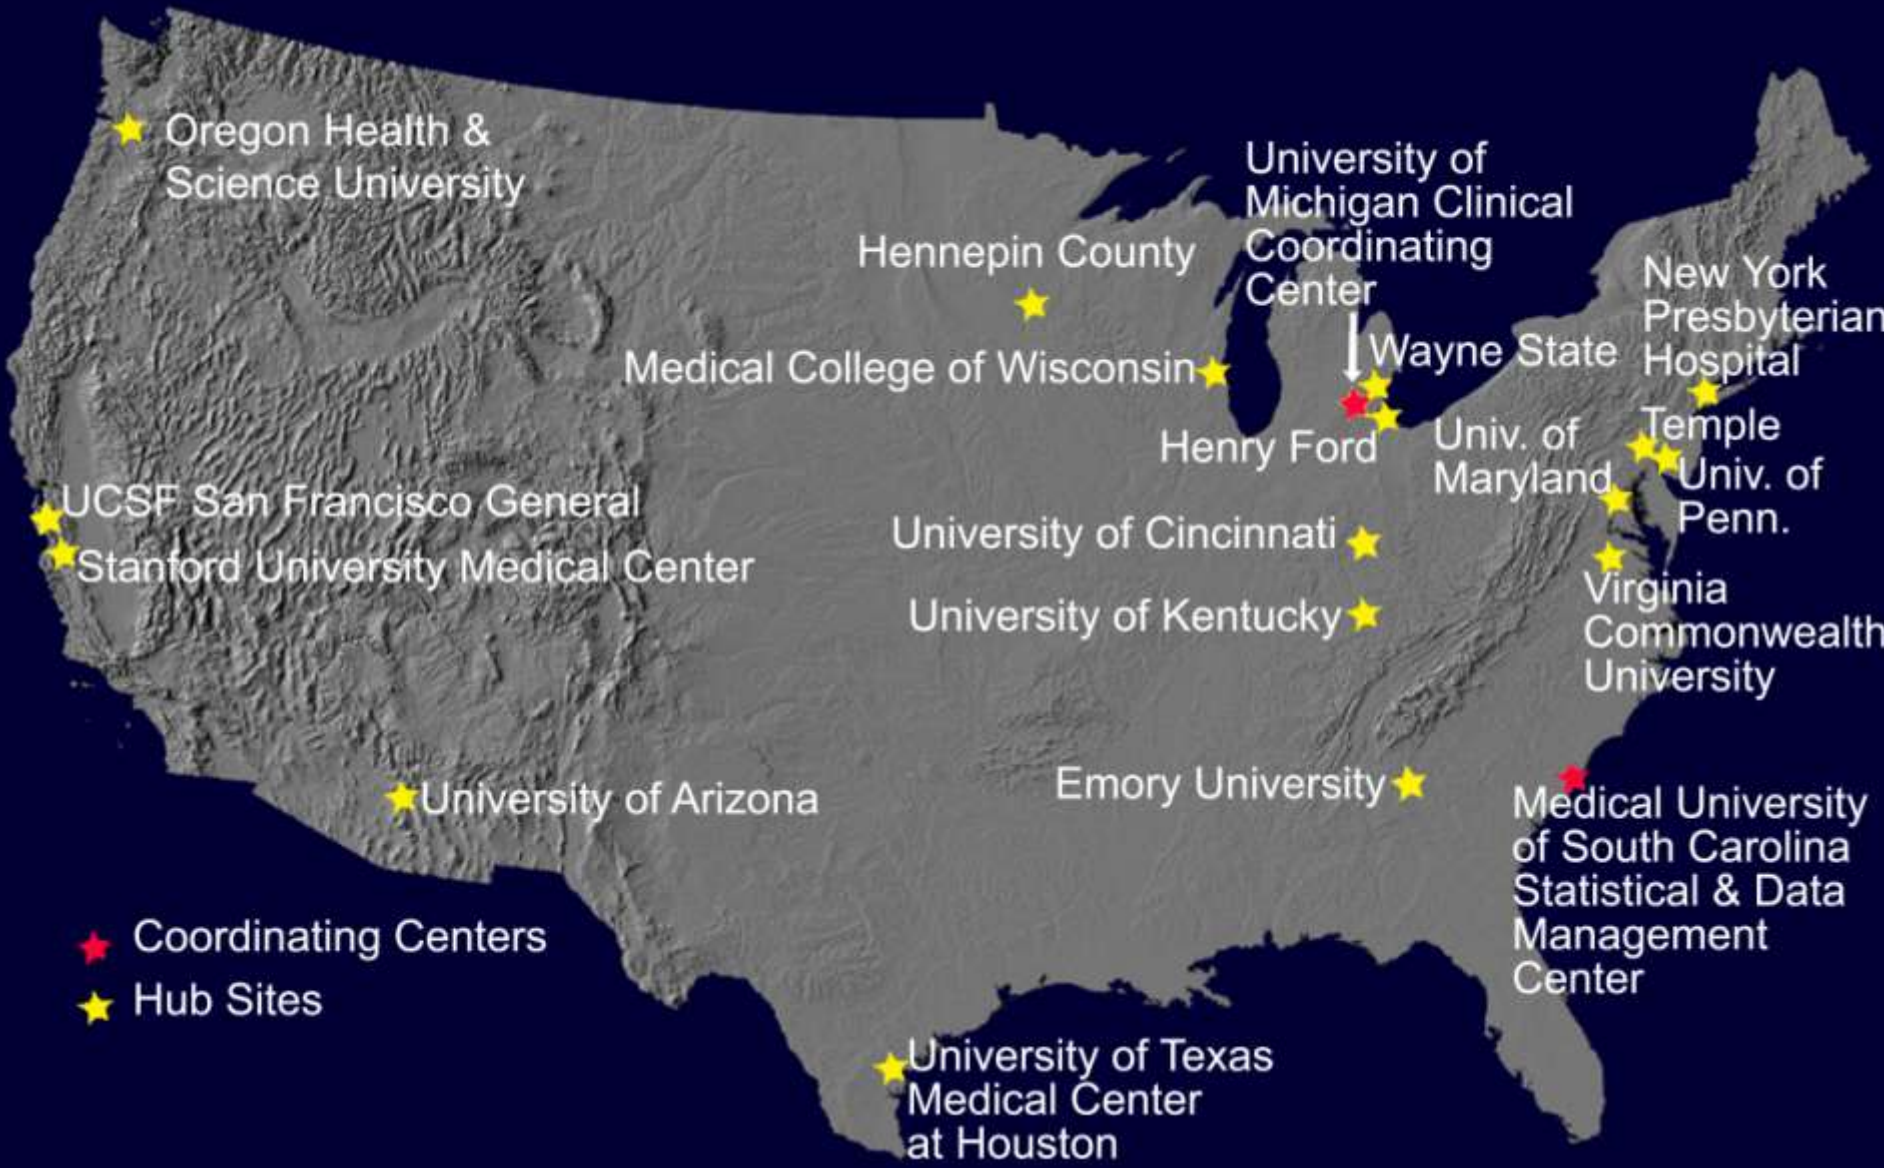 Oregon Health &
Science University
University of
Michigan Clinical
Coordinating
Center
Hennepin County
New York
Presbyterian
Hospital
Wayne State
Medical College of Wisconsin
Henry Ford
Temple
Univ. of
Maryland
Univ. of
Penn.
UCSF San Francisco General
Stanford University Medical Center
University of Cincinnati
University of Kentucky
Virginia
Commonwealth
University
Emory University
University of Arizona
Medical University
of South Carolina
Statistical & Data
Management
Center
Coordinating Centers
Hub Sites
University of Texas
Medical Center
at Houston